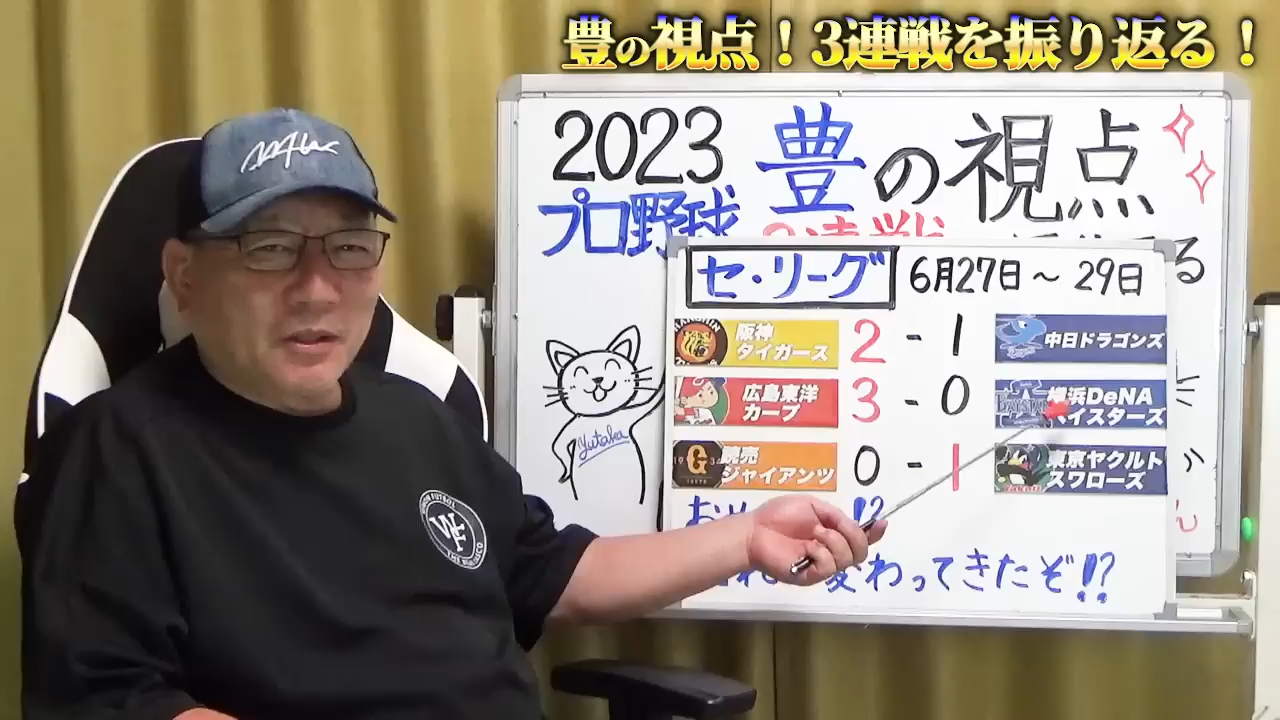 豊の視点！3連戦を振り返る！
2023 豊の視点
プロ野球 3連戦
る
セ・リーグ 6月27日～29日
阪神タイガース 2-1 中日ドラゴンズ
広島東洋カープ 3-0 横浜DeNAベイスターズ
読売ジャイアンツ 0-1 東京ヤクルトスワローズ
Yutaka
!?
変わってきたぞ!?